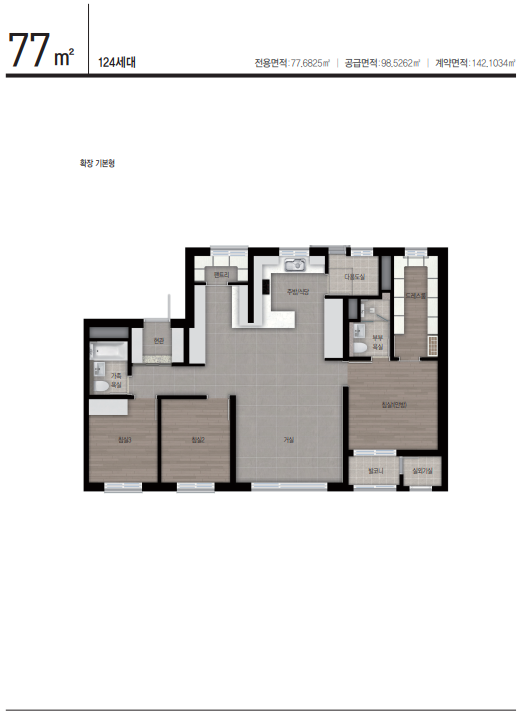 77㎡
124세대
전용면적:77.6825㎡ | 공급면적:98.5262㎡ | 계약면적:142.1034㎡
확장 기본형
팬트리
다용도실
주방/식당
드레스룸
현관
부부
욕실
가족
욕실
침실1(안방)
침실3
침실2
거실
발코니
실외기실